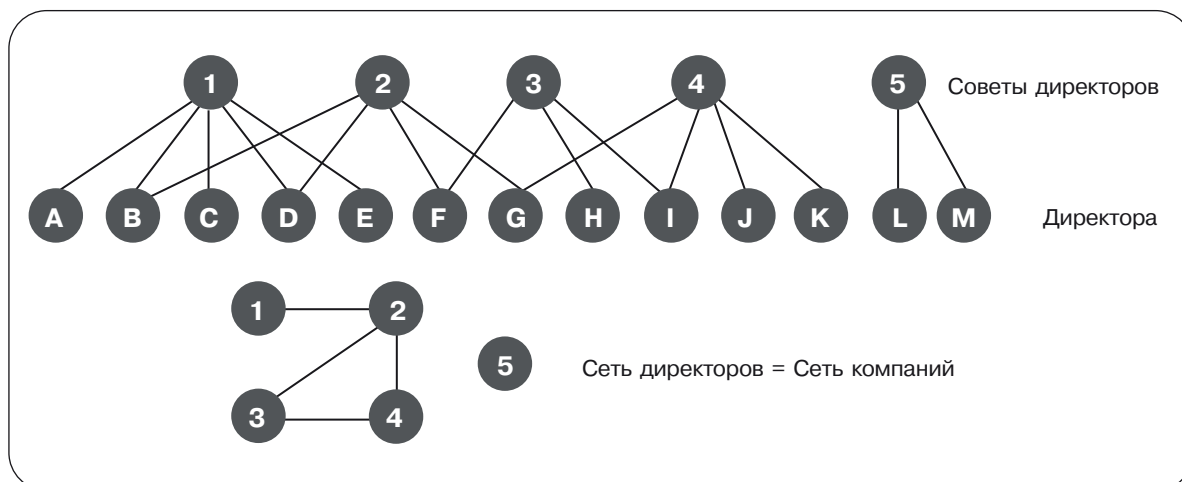 1 2 3 4 5 Советы директоров
A B C D E F G H I J K L M Директора
1 2
5 Сеть директоров = Сеть компаний
3 4